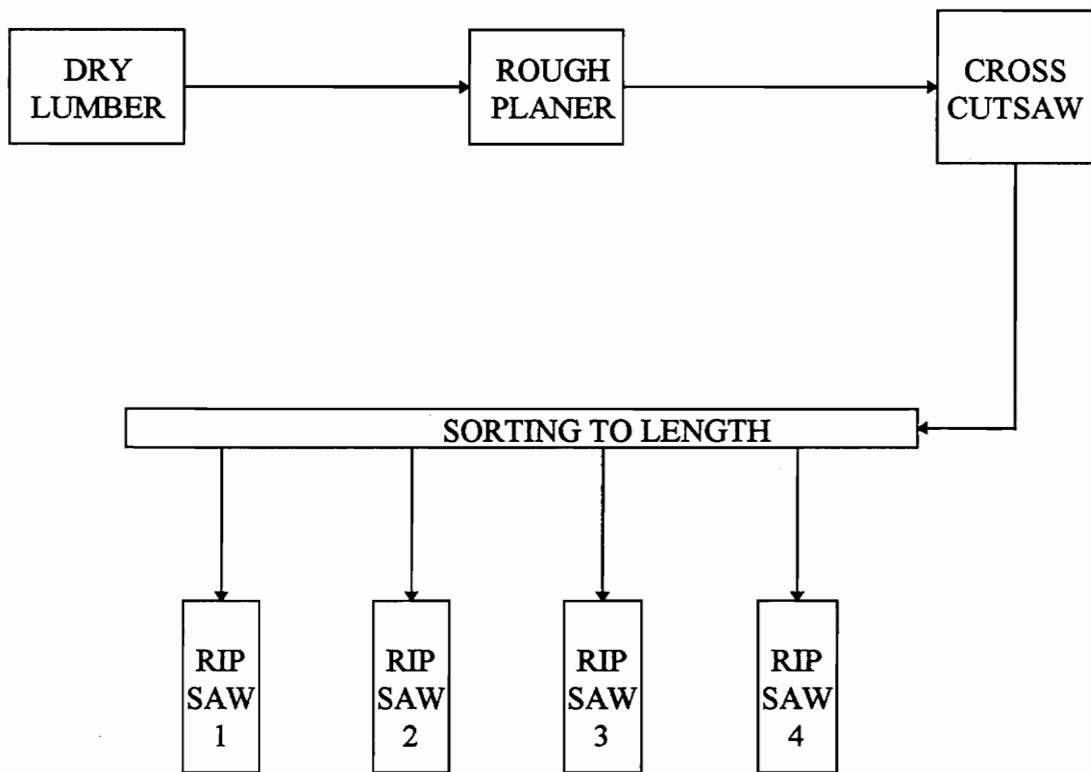 DRY
LUMBER
ROUGH
PLANER
CROSS
CUTSAW
SORTING TO LENGTH
RIP
SAW
1
RIP
SAW
2
RIP
SAW
3
RIP
SAW
4